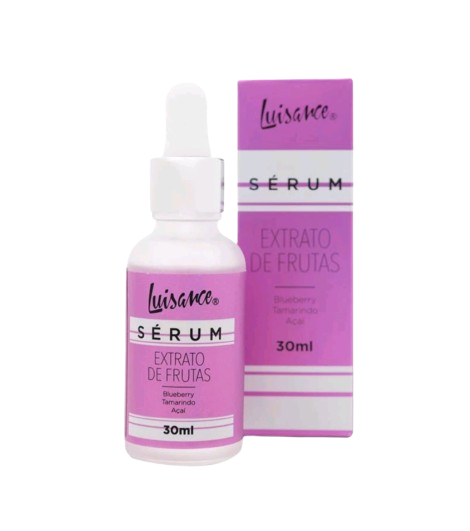 Luisance®
SÉRUM
EXTRATO
DE FRUTAS
Blueberry
Tamarindo
Açaí
30ml
Luisance®
SÉRUM
EXTRATO
DE FRUTAS
Blueberry
Tamarindo
Açaí
30ml